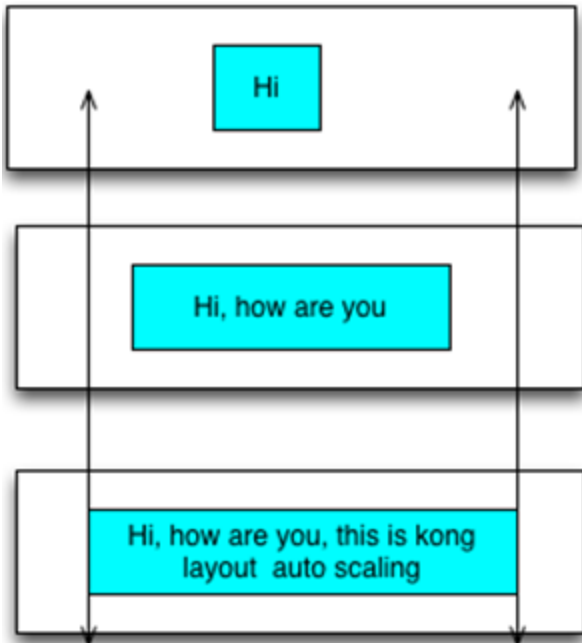 Hi
Hi, how are you
Hi, how are you, this is kong
layout  auto scaling